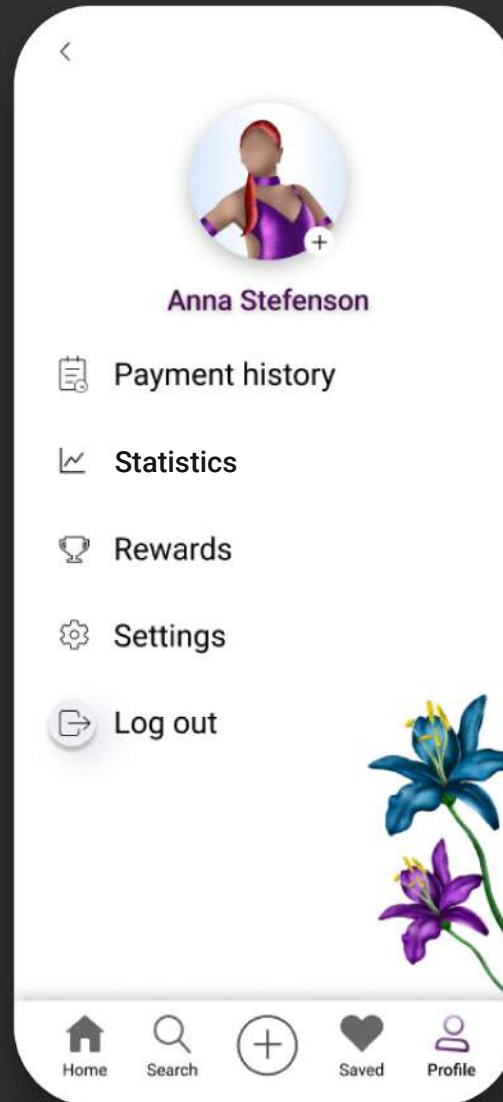 Anna Stefenson
Payment history
Statistics
Rewards
Settings
Log out
Home Search Saved Profile